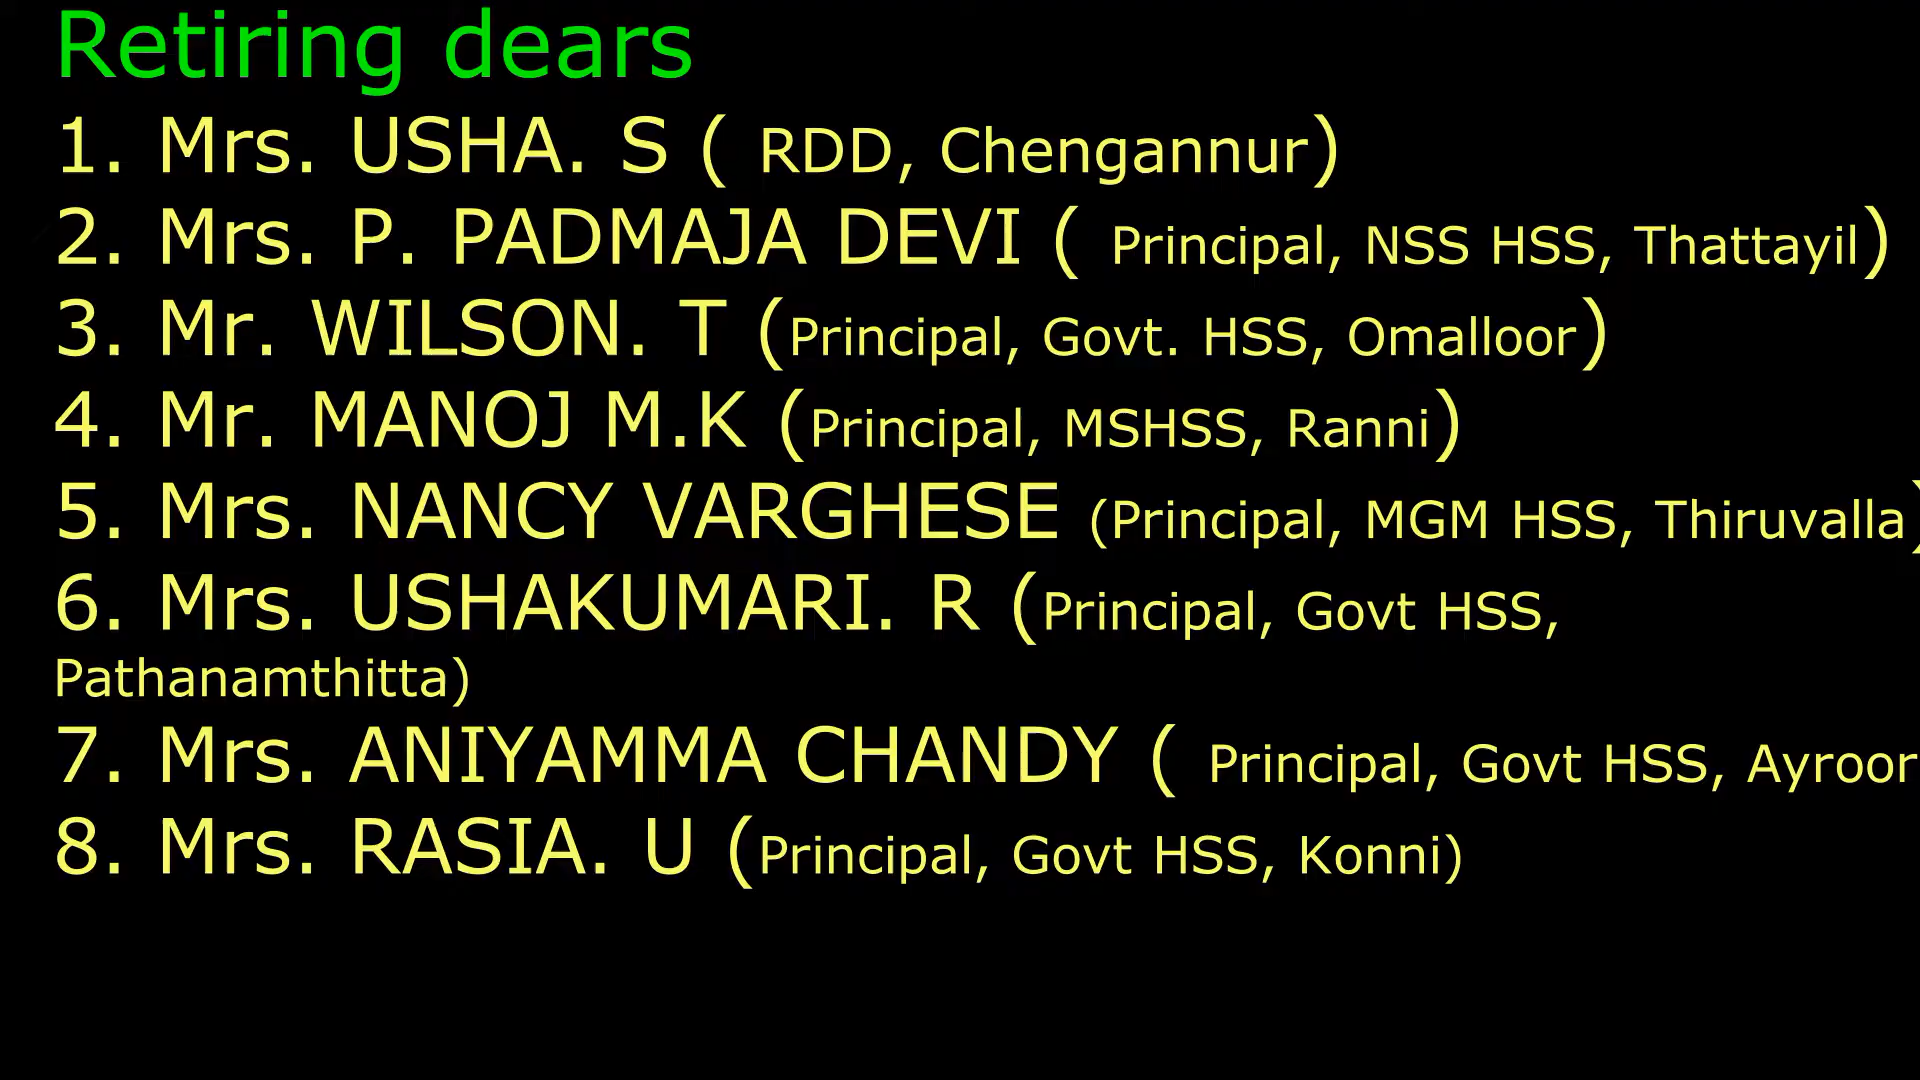 Retiring dears
1. Mrs. USHA. S ( RDD, Chengannur)
2. Mrs. P. PADMAJA DEVI ( Principal, NSS HSS, Thattayil)
3. Mr. WILSON. T (Principal, Govt. HSS, Omalloor)
4. Mr. MANOJ M.K (Principal, MSHSS, Ranni)
5. Mrs. NANCY VARGHESE (Principal, MGM HSS, Thiruvalla)
6. Mrs. USHAKUMARI. R (Principal, Govt HSS,
Pathanamthitta)
7. Mrs. ANIYAMMA CHANDY ( Principal, Govt HSS, Ayroor
8. Mrs. RASIA. U (Principal, Govt HSS, Konni)